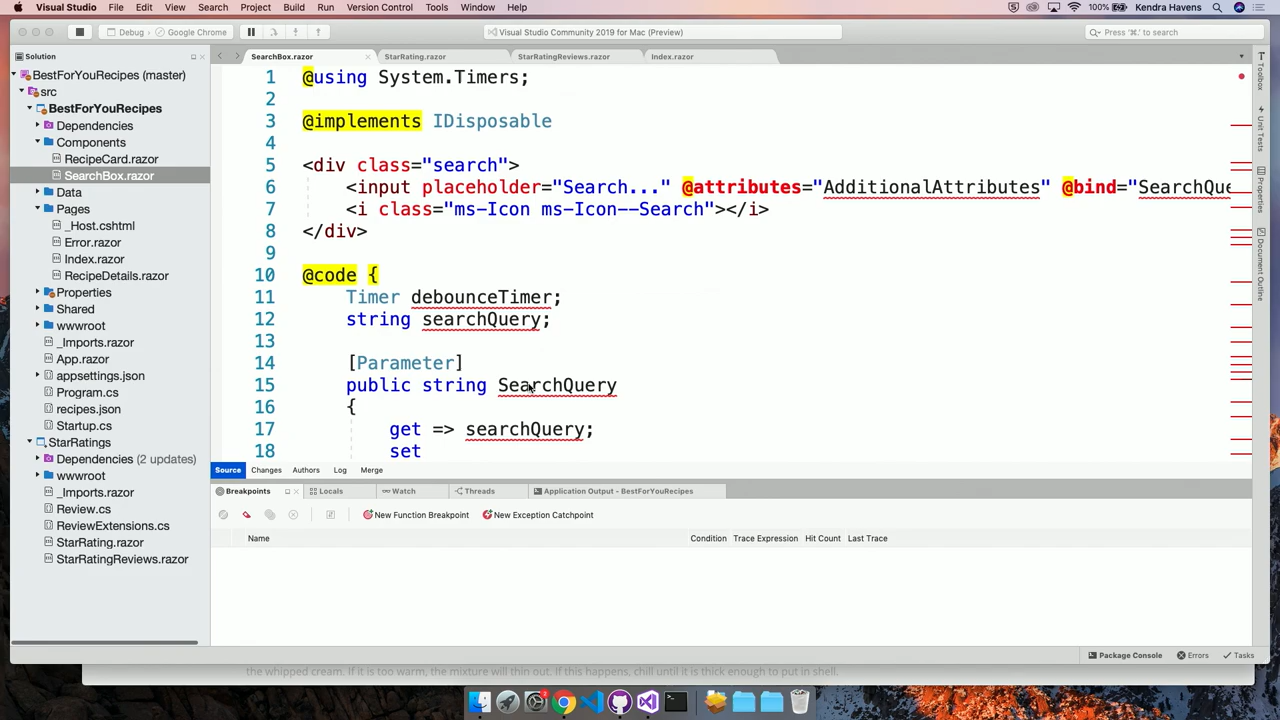 Visual Studio File Edit View Search Project Build Run Version Control Tools Window Help 100% Kendra Havens
Debug Google Chrome Visual Studio Community 2019 for Mac (Preview) Press '⌘.' to search
Solution
SearchBox.razor StarRating.razor StarRatingReviews.razor Index.razor
BestForYouRecipes (master)
src
BestForYouRecipes
Dependencies
Components
RecipeCard.razor
SearchBox.razor
Data
Pages
_Host.cshtml
Error.razor
Index.razor
RecipeDetails.razor
Properties
Shared
wwwroot
_Imports.razor
App.razor
appsettings.json
Program.cs
recipes.json
Startup.cs
StarRatings
Dependencies (2 updates)
wwwroot
_Imports.razor
Review.cs
ReviewExtensions.cs
StarRating.razor
StarRatingReviews.razor
1 @using System.Timers;
2
3 @implements IDisposable
4
5 <div class="search">
6 <input placeholder="Search..." @attributes="AdditionalAttributes" @bind="SearchQue
7 <i class="ms-Icon ms-Icon--Search"></i>
8 </div>
9
10 @code {
11 Timer debounceTimer;
12 string searchQuery;
13
14 [Parameter]
15 public string SearchQuery
16 {
17 get => searchQuery;
18 set
Source Changes Authors Log Merge
Breakpoints Locals Watch Threads Application Output - BestForYouRecipes
New Function Breakpoint New Exception Catchpoint
Name Condition Trace Expression Hit Count Last Trace
Toolbox
Unit Tests
Properties
Document Outline
Package Console Errors Tasks
the whipped cream. If it is too warm, the mixture will thin out. If this happens, chill until it is thick enough to put in shell.